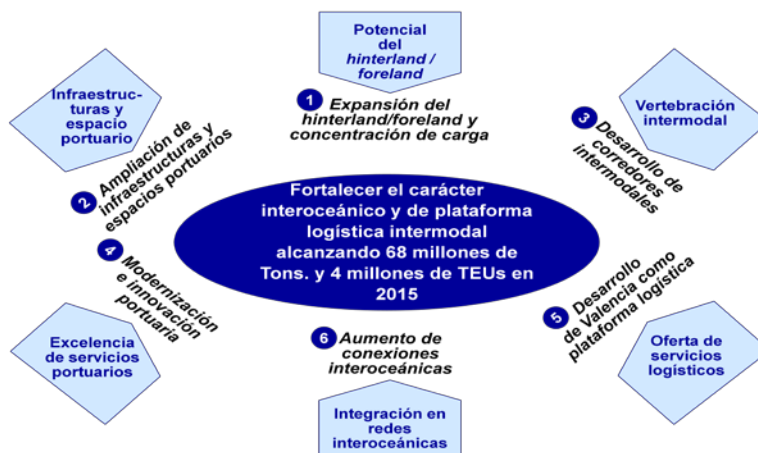 Potencial
del
hinterland /
foreland
1
Expansión del
hinterland/foreland y
concentración de carga
Infraestruc-
turas y
espacio
portuario
2
Ampliación de
infraestructuras y
espacios portuarios
Vertebración
intermodal
3
Desarrollo de
corredores
intermodales
Fortalecer el carácter
interoceánico y de plataforma
logística intermodal
alcanzando 68 millones de
Tons. y 4 millones de TEUs en
2015
4
Modernización
e innovación
portuaria
Excelencia
de servicios
portuarios
5
Desarrollo
de Valencia como
plataforma logística
Oferta de
servicios
logísticos
6
Aumento de
conexiones
interoceánicas
Integración en
redes
interoceánicas